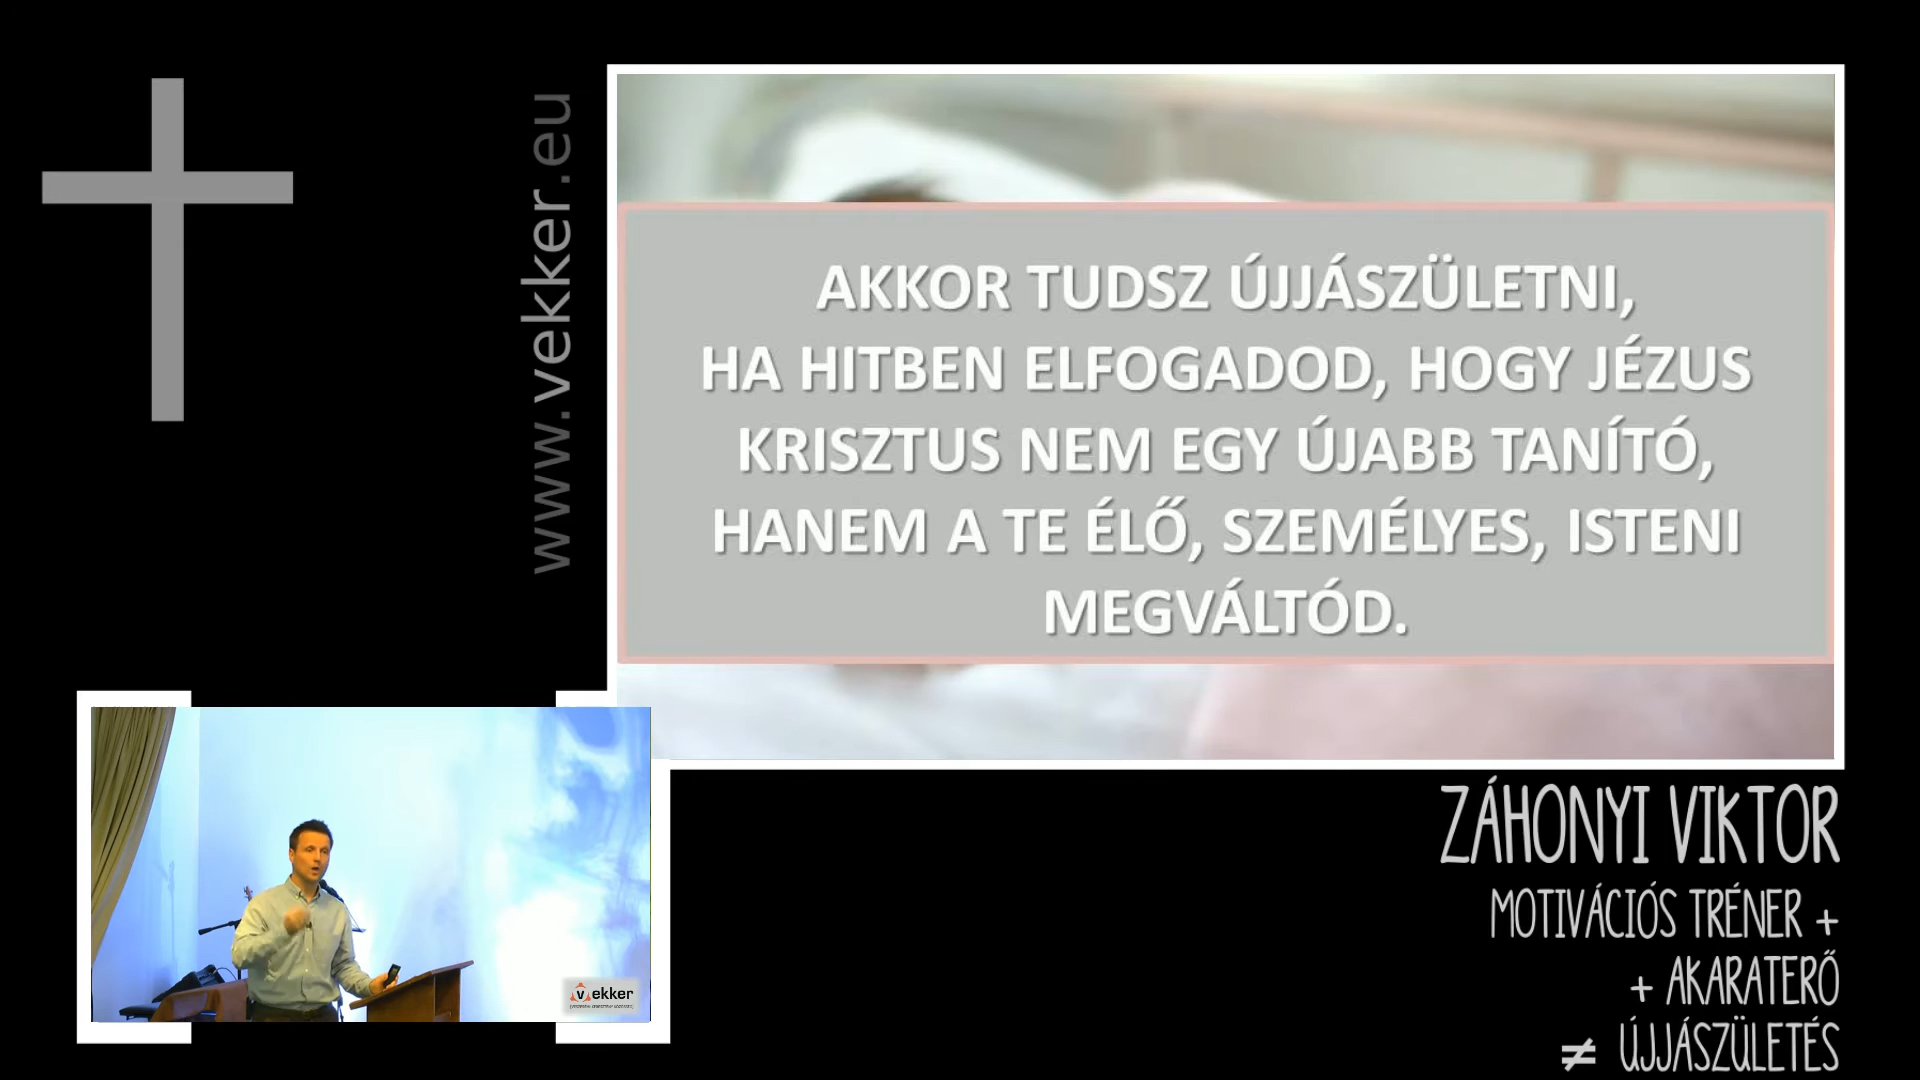 www.vekker.eu
AKKOR TUDSZ ÚJJÁSZÜLETNI,
HA HITBEN ELFOGADOD, HOGY JÉZUS
KRISZTUS NEM EGY ÚJABB TANÍTÓ,
HANEM A TE ÉLŐ, SZEMÉLYES, ISTENI
MEGVÁLTÓD.
vekker
ZÁHONYI VIKTOR
MOTIVÁCIÓS TRÉNER +
+ AKARATERŐ
≠ ÚJJÁSZÜLETÉS